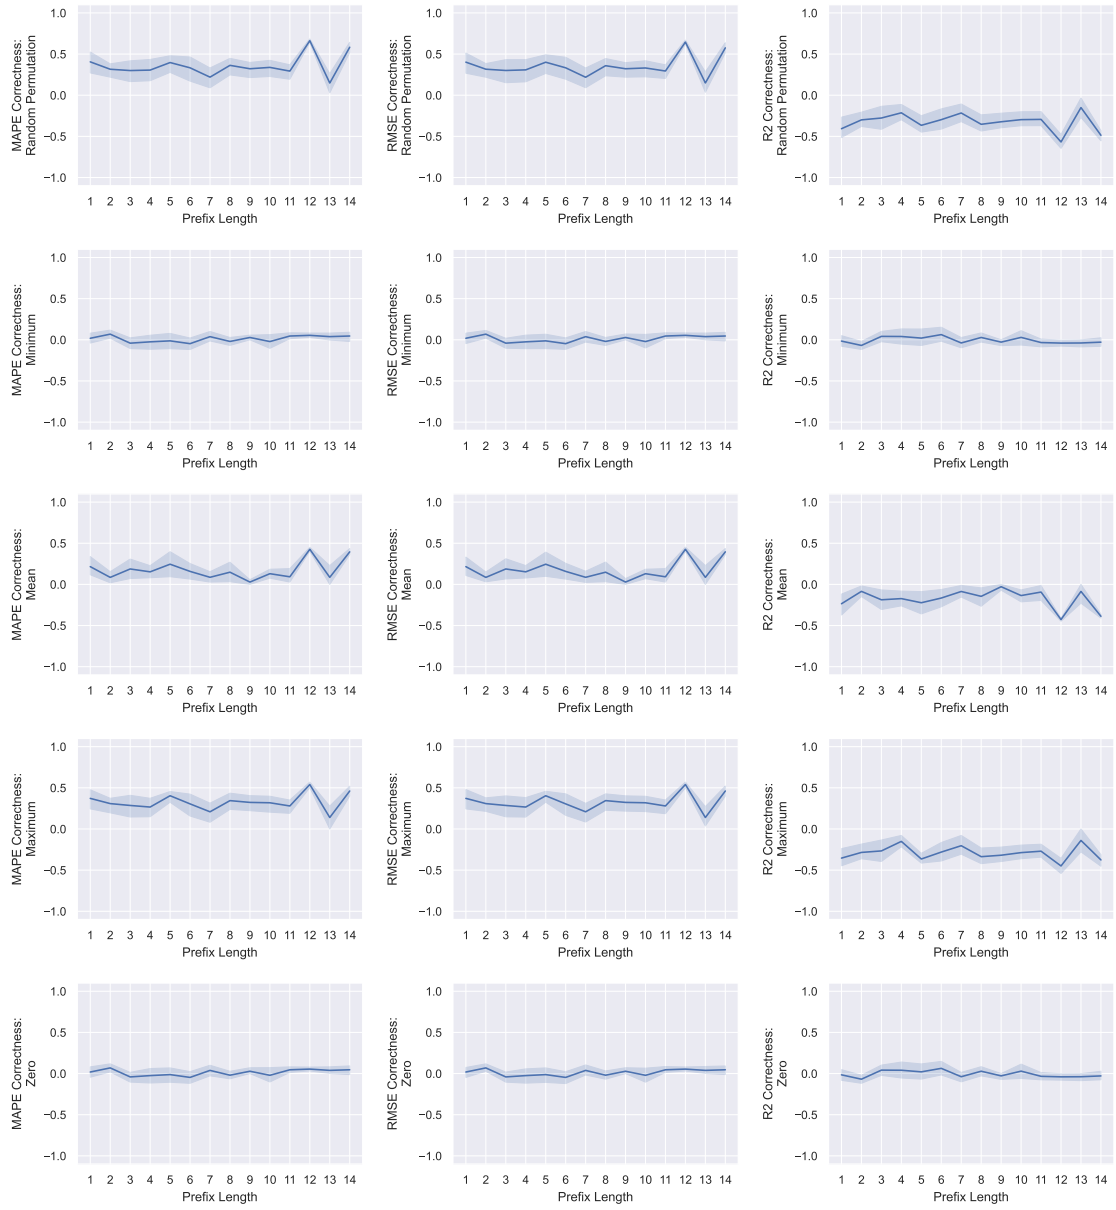 MAPE Correctness:
Random Permutation
1.0
0.5
0.0
−0.5
−1.0
1 2 3 4 5 6 7 8 9 10 11 12 13 14
Prefix Length
RMSE Correctness:
Random Permutation
1.0
0.5
0.0
−0.5
−1.0
1 2 3 4 5 6 7 8 9 10 11 12 13 14
Prefix Length
R2 Correctness:
Random Permutation
1.0
0.5
0.0
−0.5
−1.0
1 2 3 4 5 6 7 8 9 10 11 12 13 14
Prefix Length
MAPE Correctness:
Minimum
1.0
0.5
0.0
−0.5
−1.0
1 2 3 4 5 6 7 8 9 10 11 12 13 14
Prefix Length
RMSE Correctness:
Minimum
1.0
0.5
0.0
−0.5
−1.0
1 2 3 4 5 6 7 8 9 10 11 12 13 14
Prefix Length
R2 Correctness:
Minimum
1.0
0.5
0.0
−0.5
−1.0
1 2 3 4 5 6 7 8 9 10 11 12 13 14
Prefix Length
MAPE Correctness:
Mean
1.0
0.5
0.0
−0.5
−1.0
1 2 3 4 5 6 7 8 9 10 11 12 13 14
Prefix Length
RMSE Correctness:
Mean
1.0
0.5
0.0
−0.5
−1.0
1 2 3 4 5 6 7 8 9 10 11 12 13 14
Prefix Length
R2 Correctness:
Mean
1.0
0.5
0.0
−0.5
−1.0
1 2 3 4 5 6 7 8 9 10 11 12 13 14
Prefix Length
MAPE Correctness:
Maximum
1.0
0.5
0.0
−0.5
−1.0
1 2 3 4 5 6 7 8 9 10 11 12 13 14
Prefix Length
RMSE Correctness:
Maximum
1.0
0.5
0.0
−0.5
−1.0
1 2 3 4 5 6 7 8 9 10 11 12 13 14
Prefix Length
R2 Correctness:
Maximum
1.0
0.5
0.0
−0.5
−1.0
1 2 3 4 5 6 7 8 9 10 11 12 13 14
Prefix Length
MAPE Correctness:
Zero
1.0
0.5
0.0
−0.5
−1.0
1 2 3 4 5 6 7 8 9 10 11 12 13 14
Prefix Length
RMSE Correctness:
Zero
1.0
0.5
0.0
−0.5
−1.0
1 2 3 4 5 6 7 8 9 10 11 12 13 14
Prefix Length
R2 Correctness:
Zero
1.0
0.5
0.0
−0.5
−1.0
1 2 3 4 5 6 7 8 9 10 11 12 13 14
Prefix Length